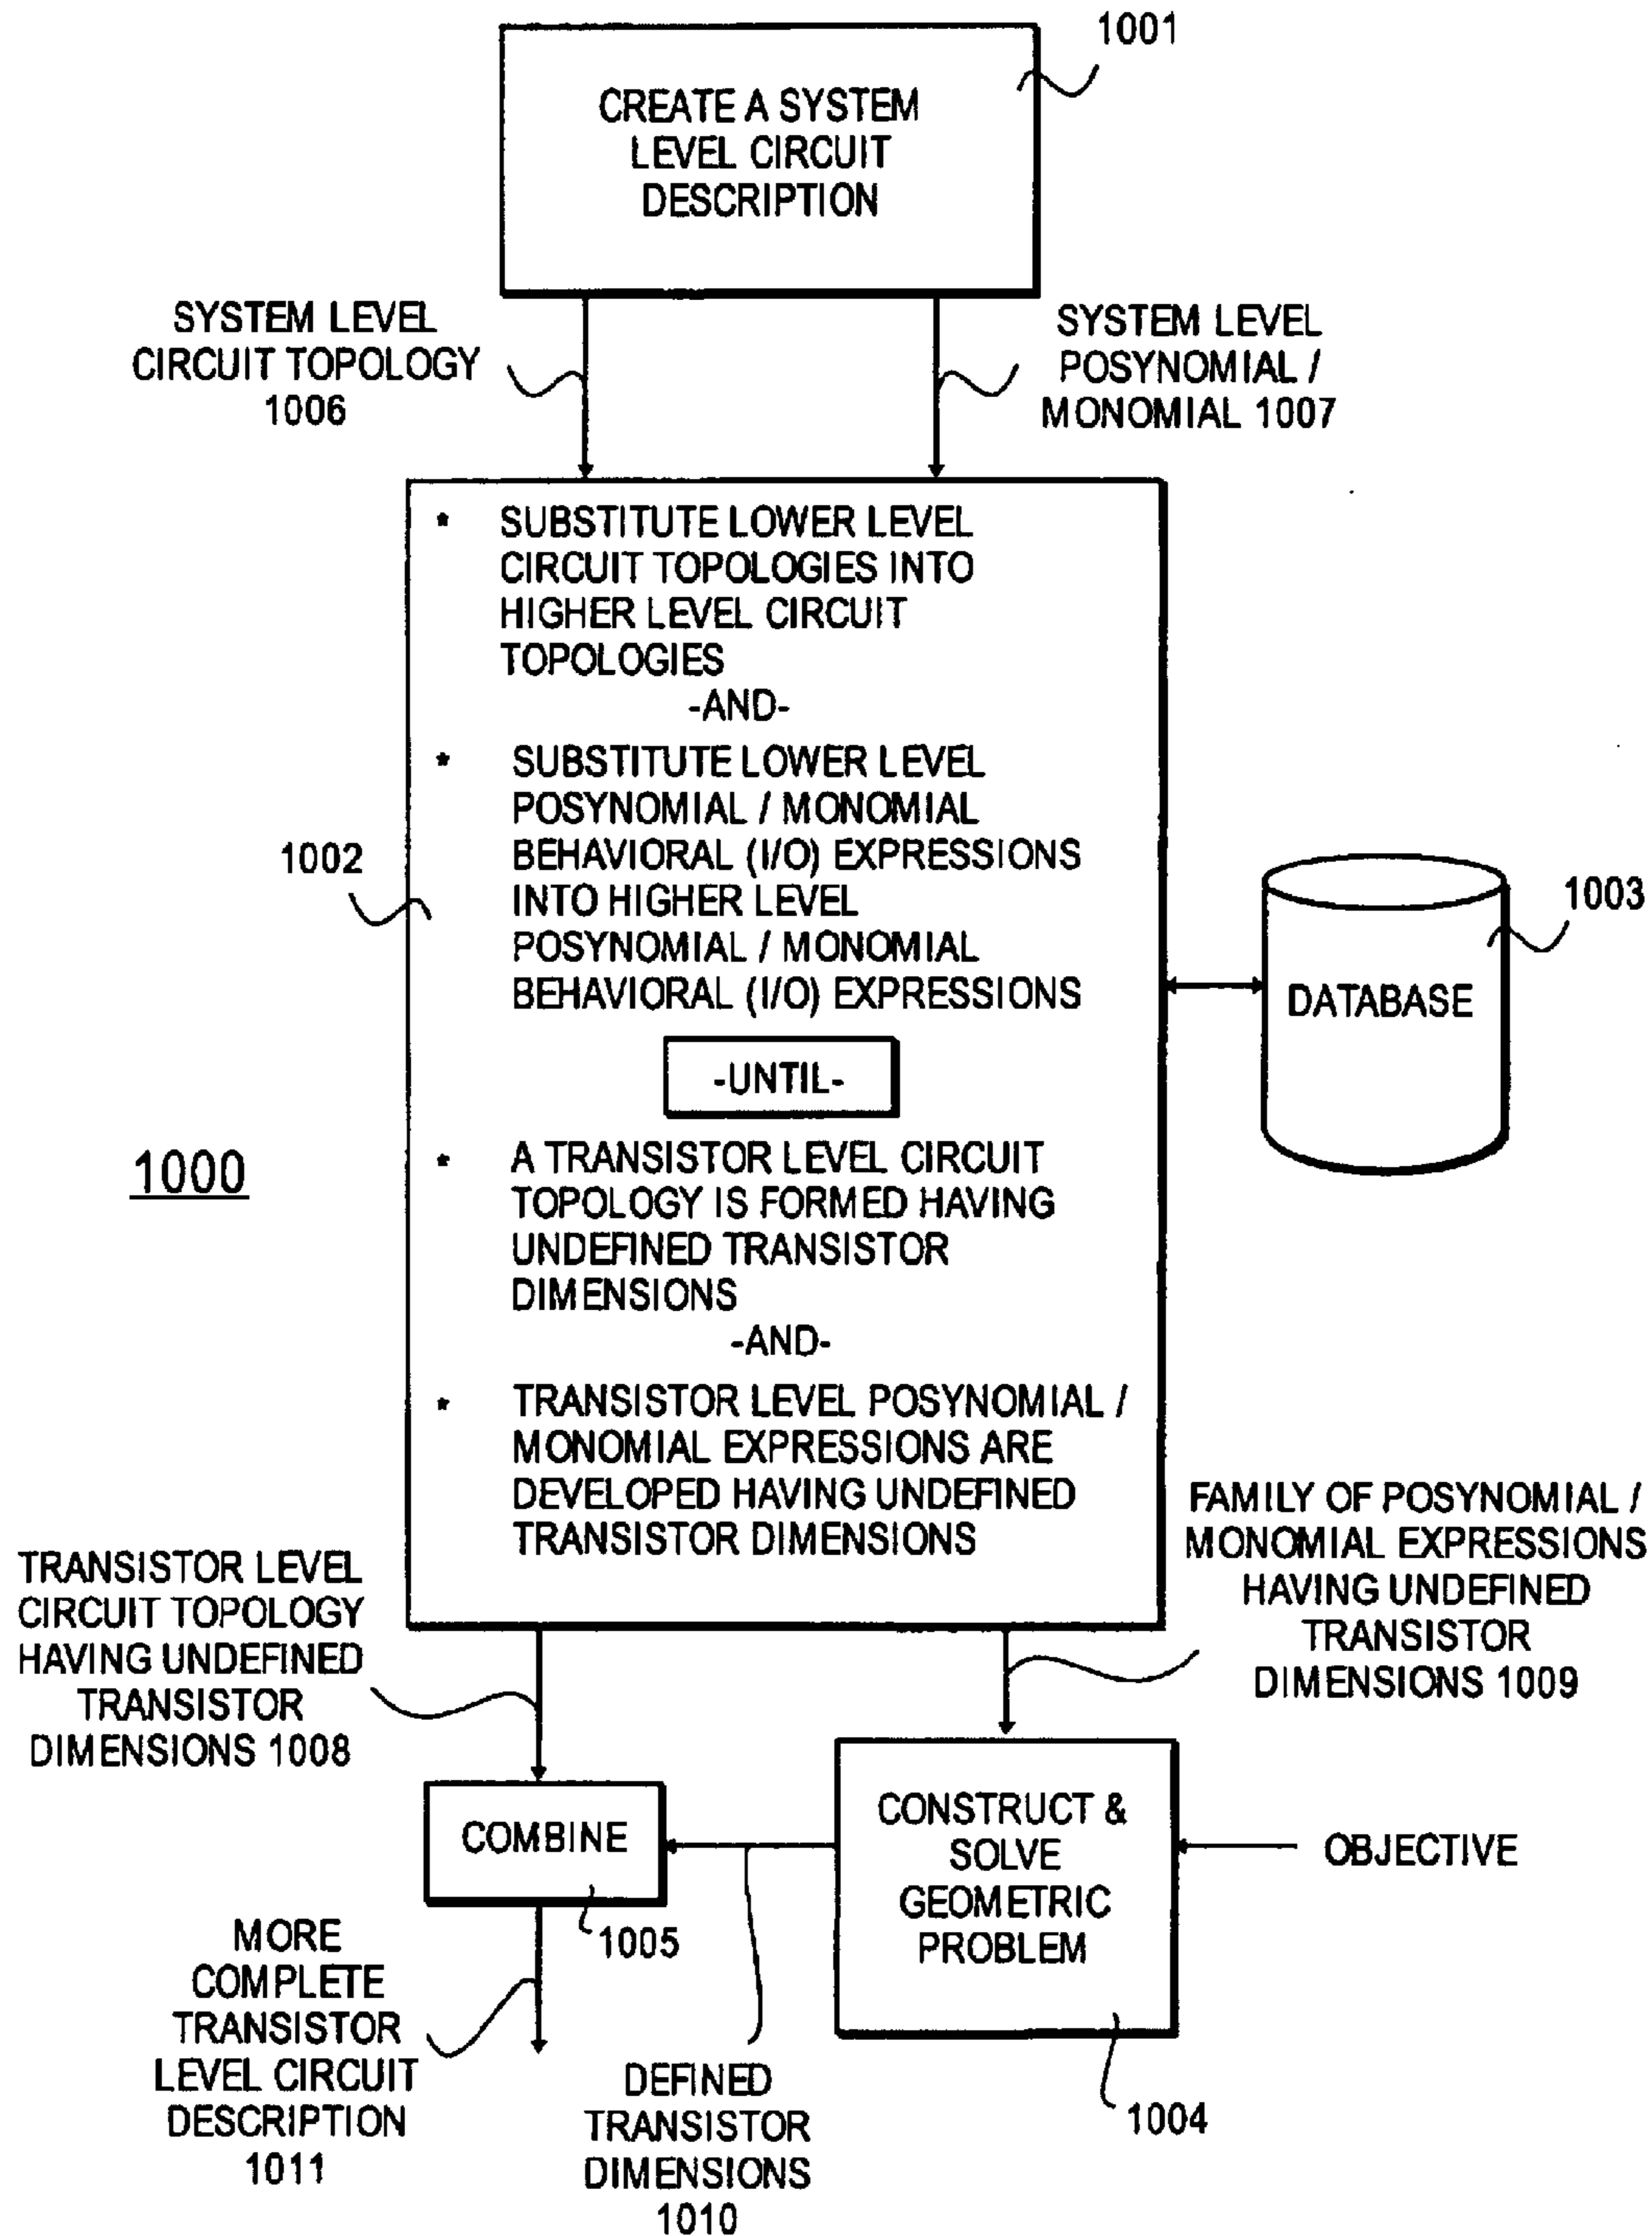 1001
CREATE A SYSTEM
LEVEL CIRCUIT
DESCRIPTION
SYSTEM LEVEL
CIRCUIT TOPOLOGY
1006
SYSTEM LEVEL
POSYNOMIAL /
MONOMIAL 1007
* SUBSTITUTE LOWER LEVEL
CIRCUIT TOPOLOGIES INTO
HIGHER LEVEL CIRCUIT
TOPOLOGIES
-AND-
* SUBSTITUTE LOWER LEVEL
POSYNOMIAL / MONOMIAL
BEHAVIORAL (I/O) EXPRESSIONS
INTO HIGHER LEVEL
POSYNOMIAL / MONOMIAL
BEHAVIORAL (I/O) EXPRESSIONS
1002
1003
DATABASE
-UNTIL-
1000
* A TRANSISTOR LEVEL CIRCUIT
TOPOLOGY IS FORMED HAVING
UNDEFINED TRANSISTOR
DIMENSIONS
-AND-
* TRANSISTOR LEVEL POSYNOMIAL /
MONOMIAL EXPRESSIONS ARE
DEVELOPED HAVING UNDEFINED
TRANSISTOR DIMENSIONS
TRANSISTOR LEVEL
CIRCUIT TOPOLOGY
HAVING UNDEFINED
TRANSISTOR
DIMENSIONS 1008
FAMILY OF POSYNOMIAL /
MONOMIAL EXPRESSIONS
HAVING UNDEFINED
TRANSISTOR
DIMENSIONS 1009
COMBINE
1005
CONSTRUCT &
SOLVE
GEOMETRIC
PROBLEM
OBJECTIVE
1004
MORE
COMPLETE
TRANSISTOR
LEVEL CIRCUIT
DESCRIPTION
1011
DEFINED
TRANSISTOR
DIMENSIONS
1010